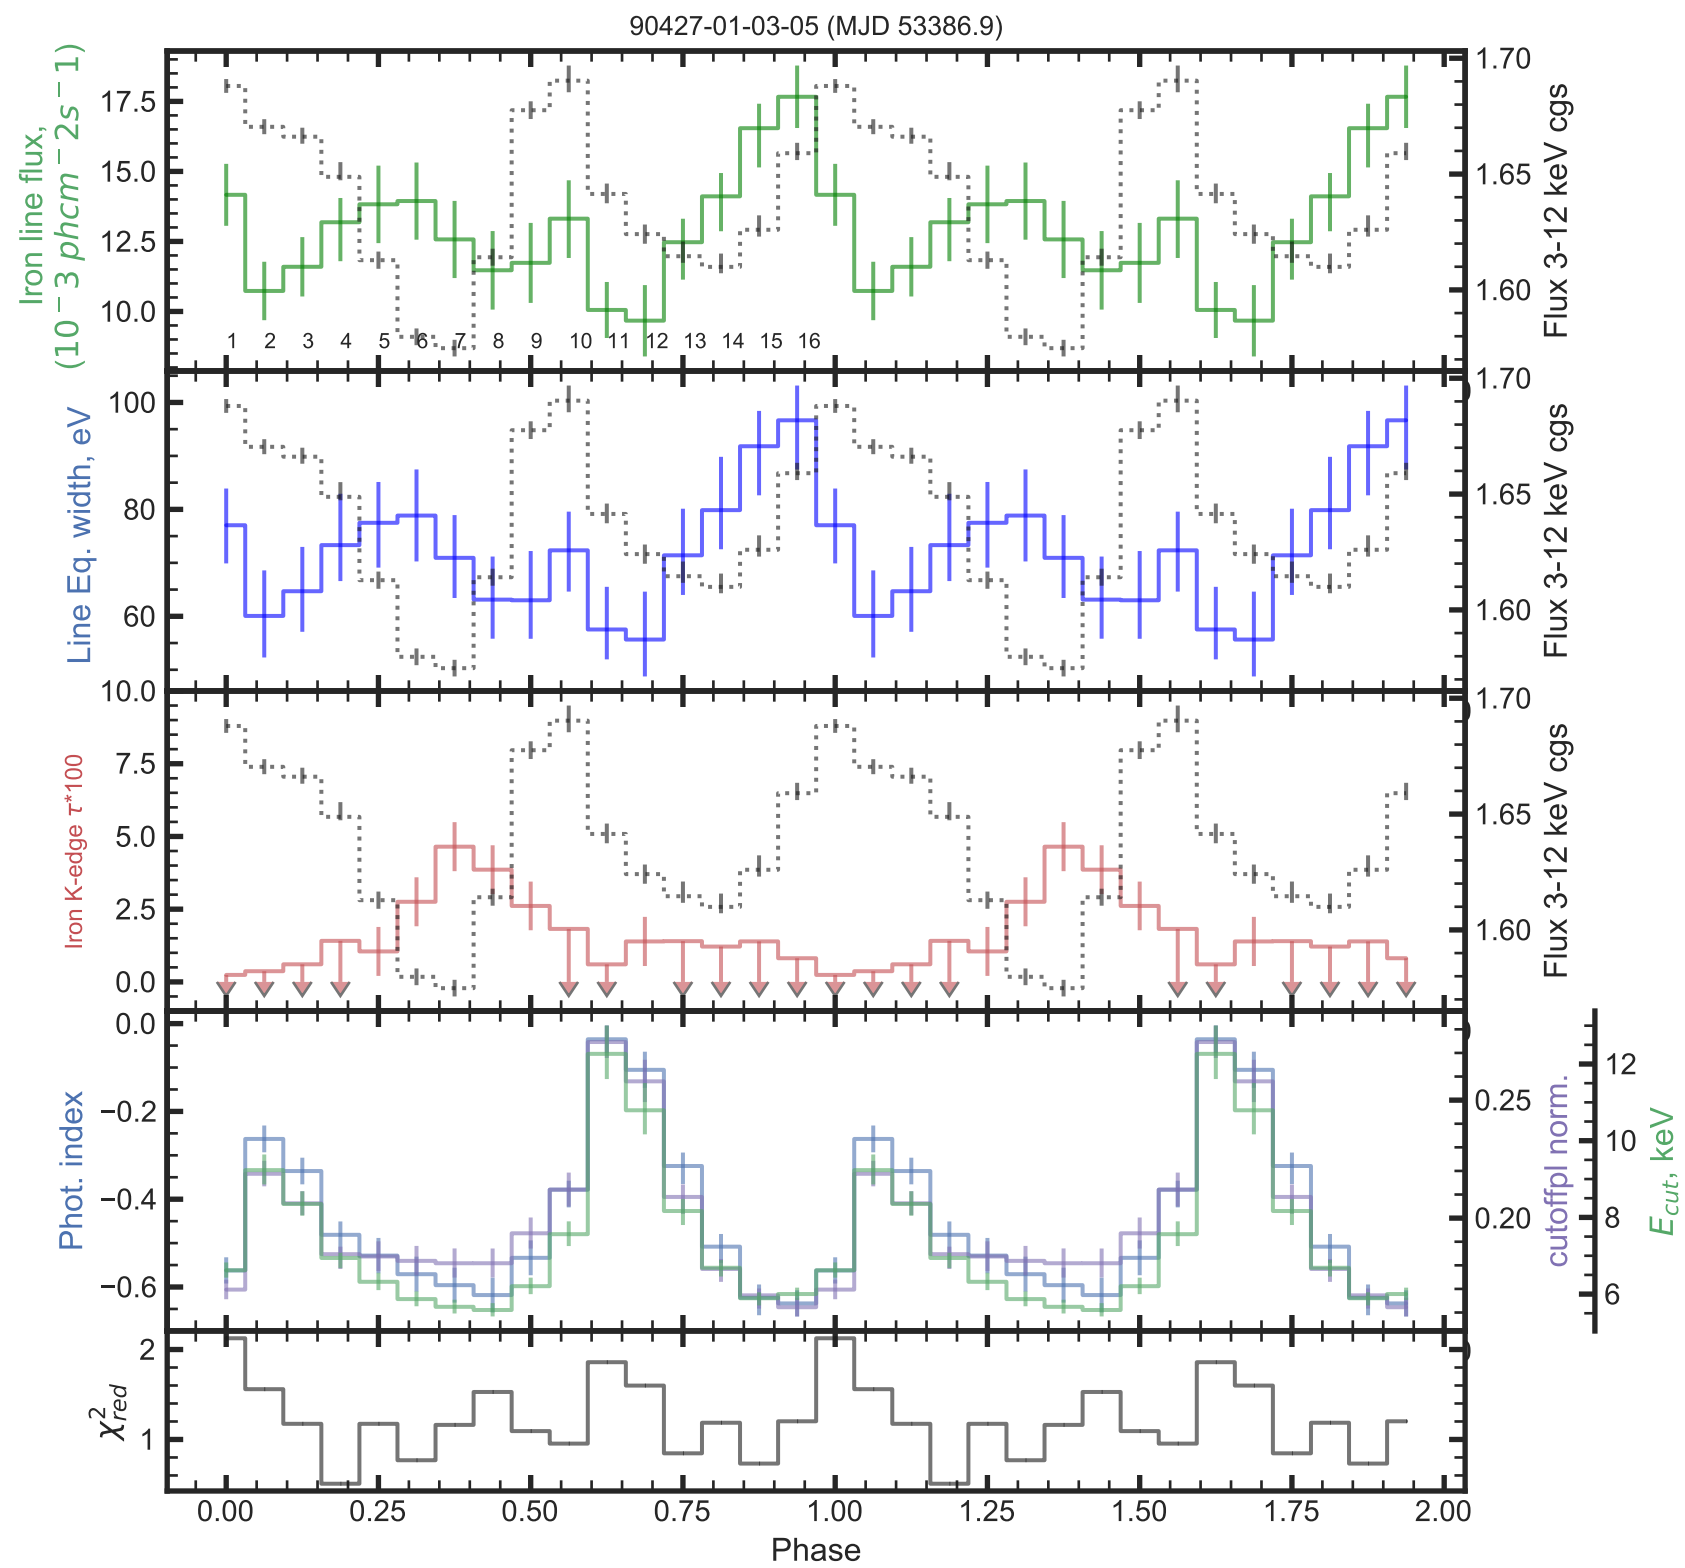 90427-01-03-05 (MJD 53386.9)
Iron line flux,
(10−3 phcm−2s−1)
17.5
15.0
12.5
10.0
1 2 3 4 5 6 7 8 9 10 11 12 13 14 15 16
1.70
1.65
1.60
Flux 3-12 keV cgs
Line Eq. width, eV
100
80
60
1.70
1.65
1.60
Flux 3-12 keV cgs
Iron K-edge τ*100
10.0
7.5
5.0
2.5
0.0
1.70
1.65
1.60
Flux 3-12 keV cgs
Phot. index
0.0
−0.2
−0.4
−0.6
0.25
0.20
cutoffpl norm.
12
10
8
6
E_cut, keV
χ²_red
2
1
0.00 0.25 0.50 0.75 1.00 1.25 1.50 1.75 2.00
Phase